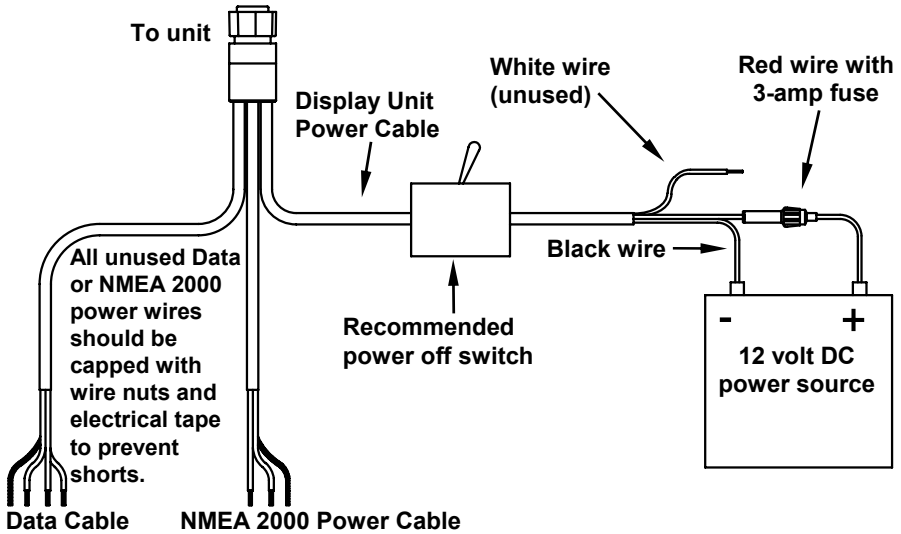 To unit
Display Unit
Power Cable
White wire
(unused)
Red wire with
3-amp fuse
Black wire
All unused Data
or NMEA 2000
power wires
should be
capped with
wire nuts and
electrical tape
to prevent
shorts.
Recommended
power off switch
- +
12 volt DC
power source
Data Cable
NMEA 2000 Power Cable